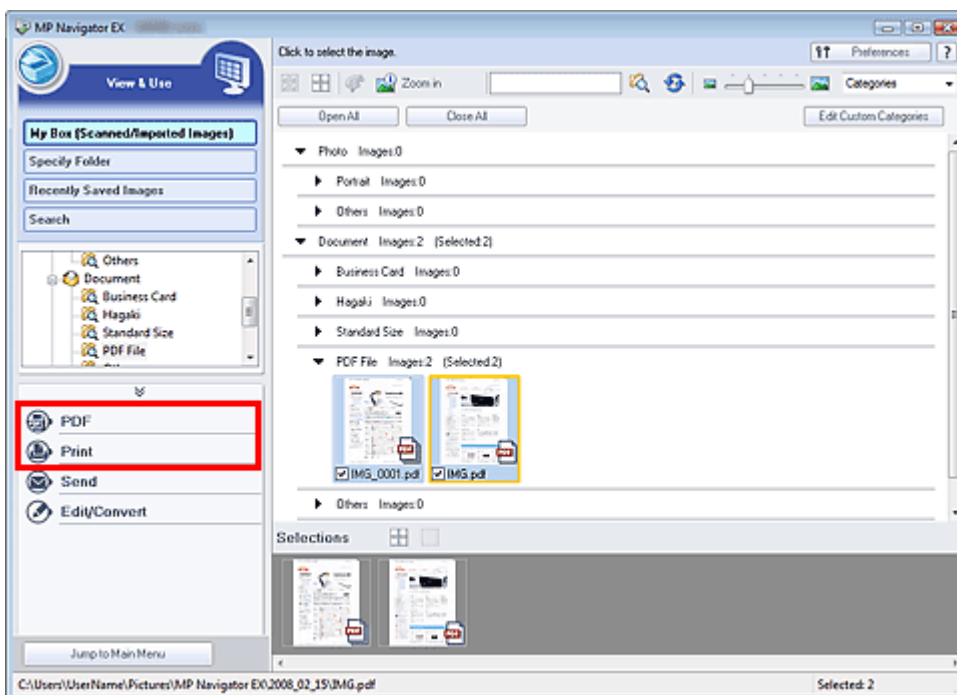 MP Navigator EX
View & Use
My Box (Scanned/Imported Images)
Specify Folder
Recently Saved Images
Search
Others
Document
Business Card
Hagaki
Standard Size
PDF File
PDF
Print
Send
Edit/Convert
Jump to Main Menu
Click to select the image.
Preferences
?
Zoom in
Categories
Open All
Close All
Edit Custom Categories
Photo Images:0
Portrait Images:0
Others Images:0
Document Images:2 (Selected:2)
Business Card Images:0
Hagaki Images:0
Standard Size Images:0
PDF File Images:2 (Selected:2)
PDF PDF
IMG_0001.pdf IMG.pdf
Others Images:0
Selections
PDF PDF
C:\Users\UserName\Pictures\MP Navigator EX\2008_02_15\IMG.pdf
Selected: 2